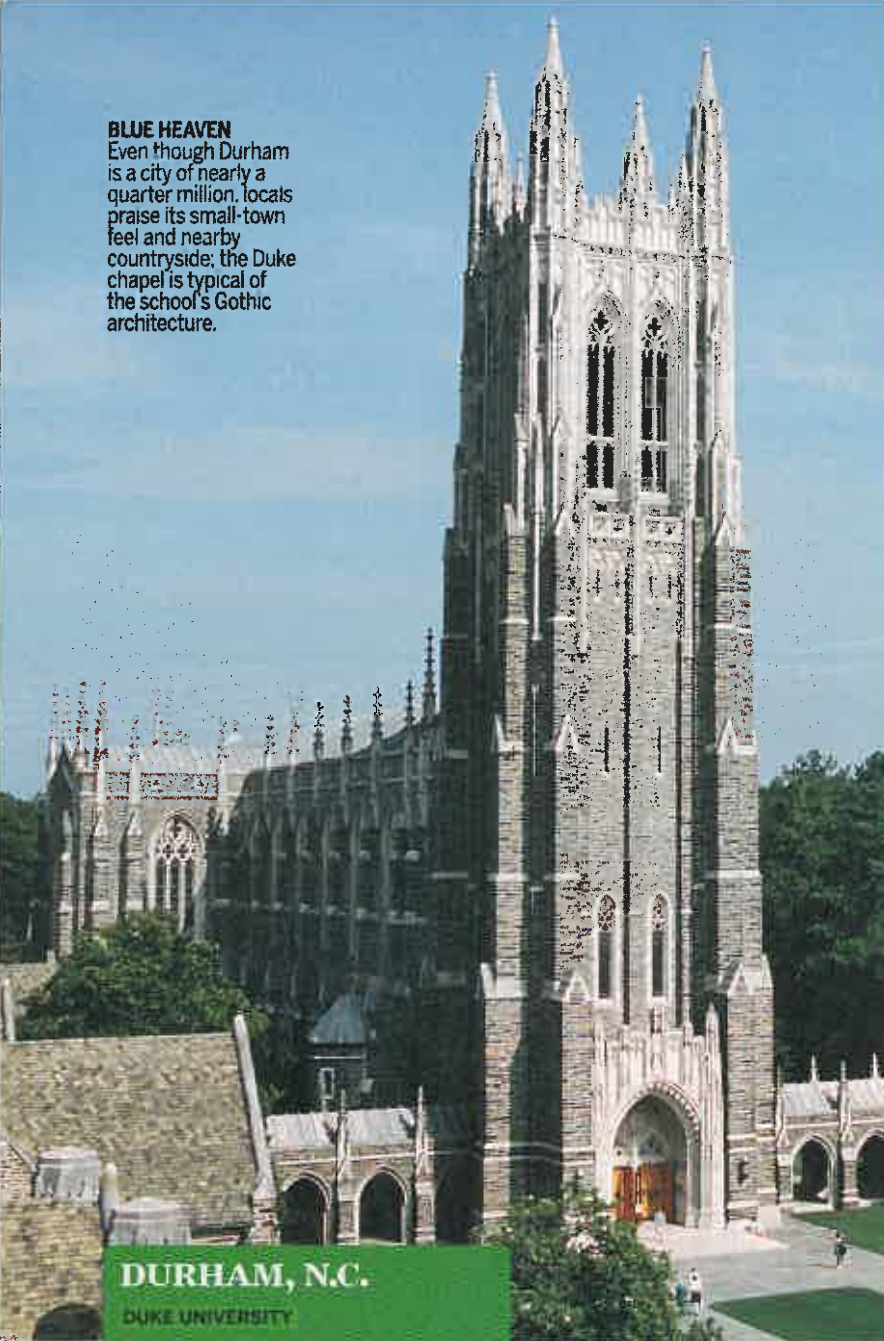 BLUE HEAVEN
Even though Durham
is a city of nearly a
quarter million, locals
praise its small-town
feel and nearby
countryside; the Duke
chapel is typical of
the school's Gothic
architecture.
DURHAM, N.C.
DUKE UNIVERSITY